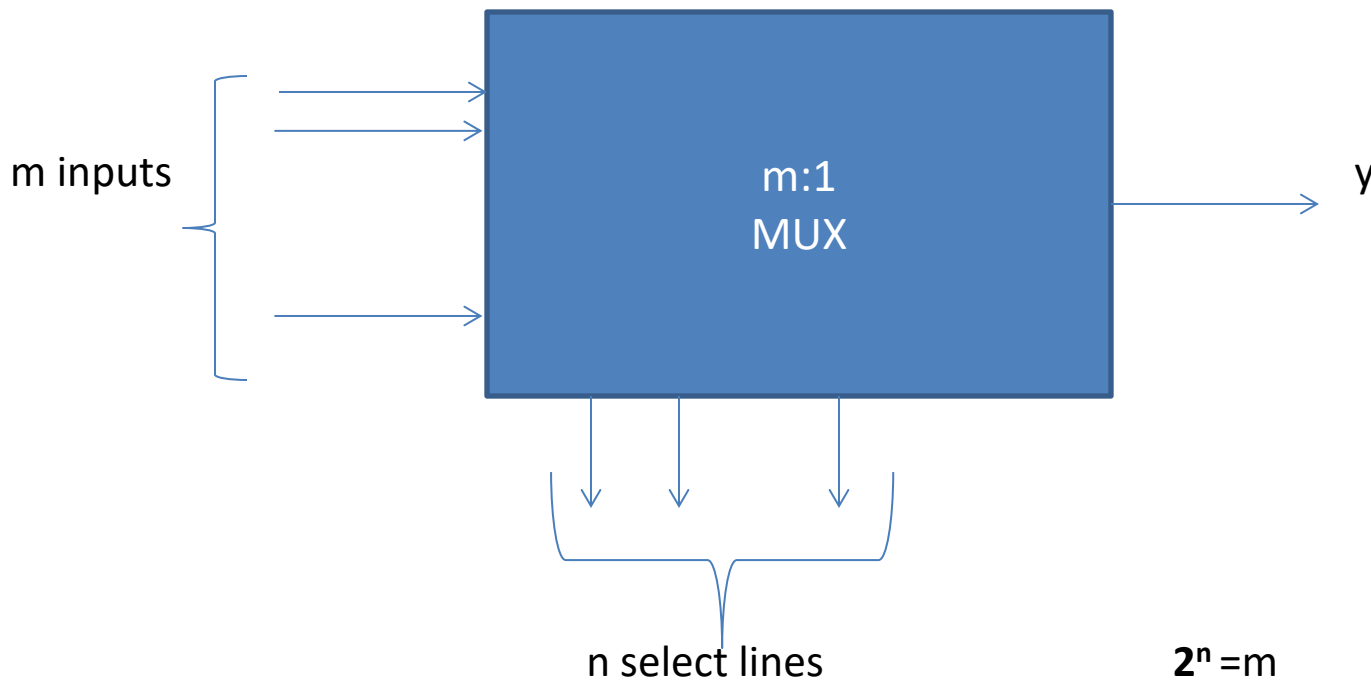 m inputs
m:1
MUX
y
n select lines
2ⁿ =m